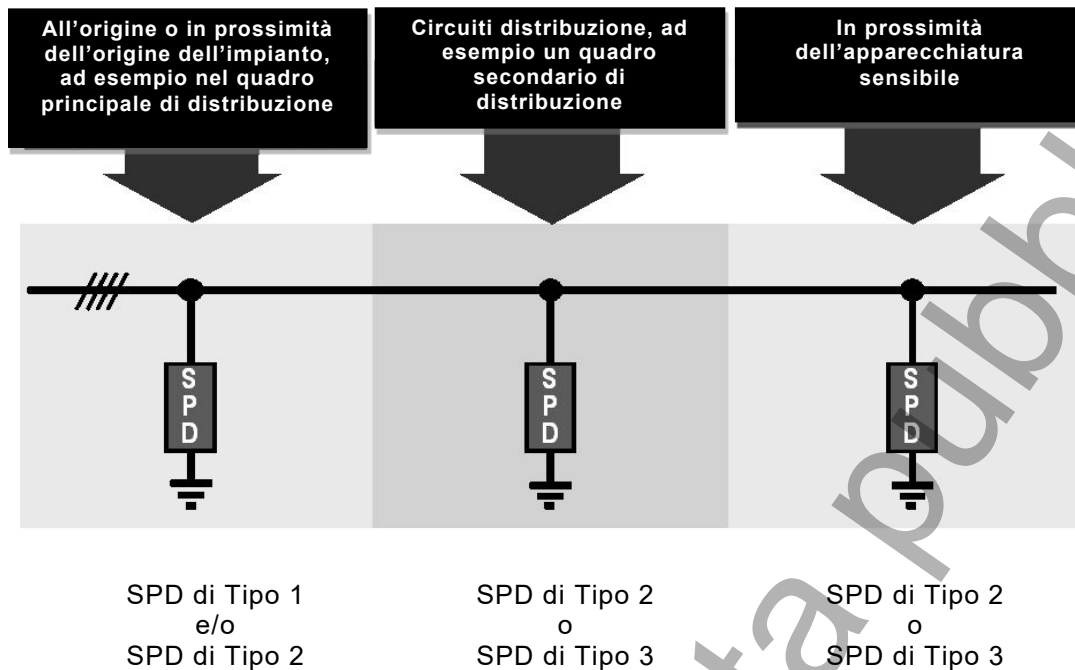 All'origine o in prossimità
dell'origine dell'impianto,
ad esempio nel quadro
principale di distribuzione
Circuiti distribuzione, ad
esempio un quadro
secondario di
distribuzione
In prossimità
dell'apparecchiatura
sensibile
S
P
D
S
P
D
S
P
D
SPD di Tipo 1
e/o
SPD di Tipo 2
SPD di Tipo 2
o
SPD di Tipo 3
SPD di Tipo 2
o
SPD di Tipo 3